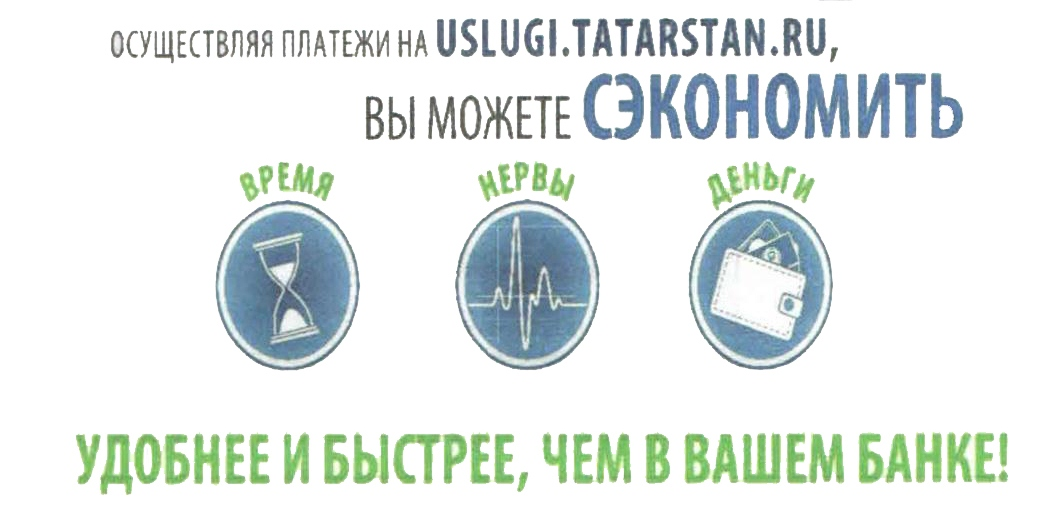 ОСУЩЕСТВЛЯЯ ПЛАТЕЖИ НА USLUGI.TATARSTAN.RU,
ВЫ МОЖЕТЕ СЭКОНОМИТЬ
ВРЕМЯ НЕРВЫ ДЕНЬГИ
УДОБНЕЕ И БЫСТРЕЕ, ЧЕМ В ВАШЕМ БАНКЕ!